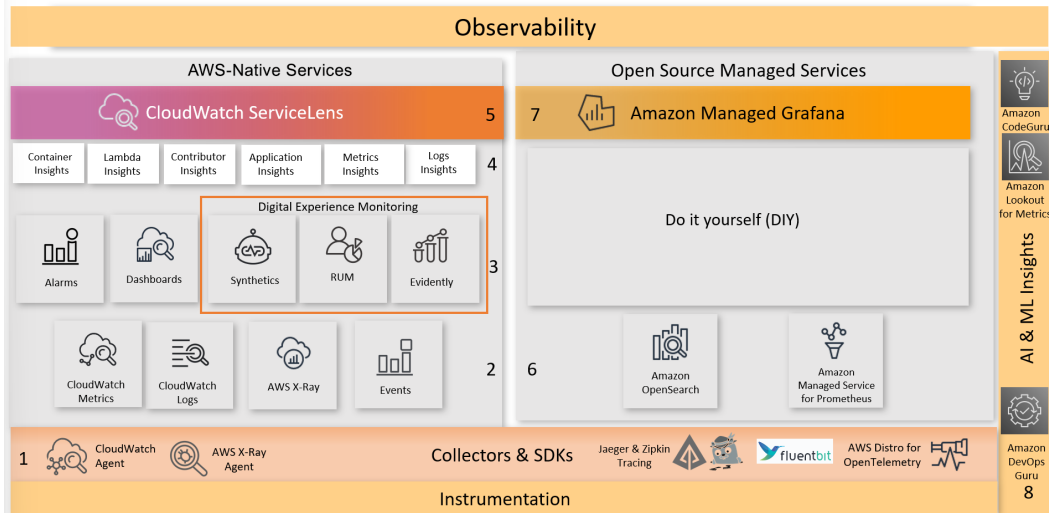 Observability
AWS-Native Services
CloudWatch ServiceLens
5
Container
Insights
Lambda
Insights
Contributor
Insights
Application
Insights
Metrics
Insights
Logs
Insights
4
Digital Experience Monitoring
Alarms
Dashboards
Synthetics
RUM
Evidently
3
CloudWatch
Metrics
CloudWatch
Logs
AWS X-Ray
Events
2
Open Source Managed Services
7
Amazon Managed Grafana
Do it yourself (DIY)
6
Amazon
OpenSearch
Amazon
Managed Service
for Prometheus
1
CloudWatch
Agent
AWS X-Ray
Agent
Collectors & SDKs
Jaeger & Zipkin
Tracing
fluentbit
AWS Distro for
OpenTelemetry
Instrumentation
Amazon
CodeGuru
Amazon
Lookout
for Metrics
AI & ML Insights
Amazon
DevOps
Guru
8